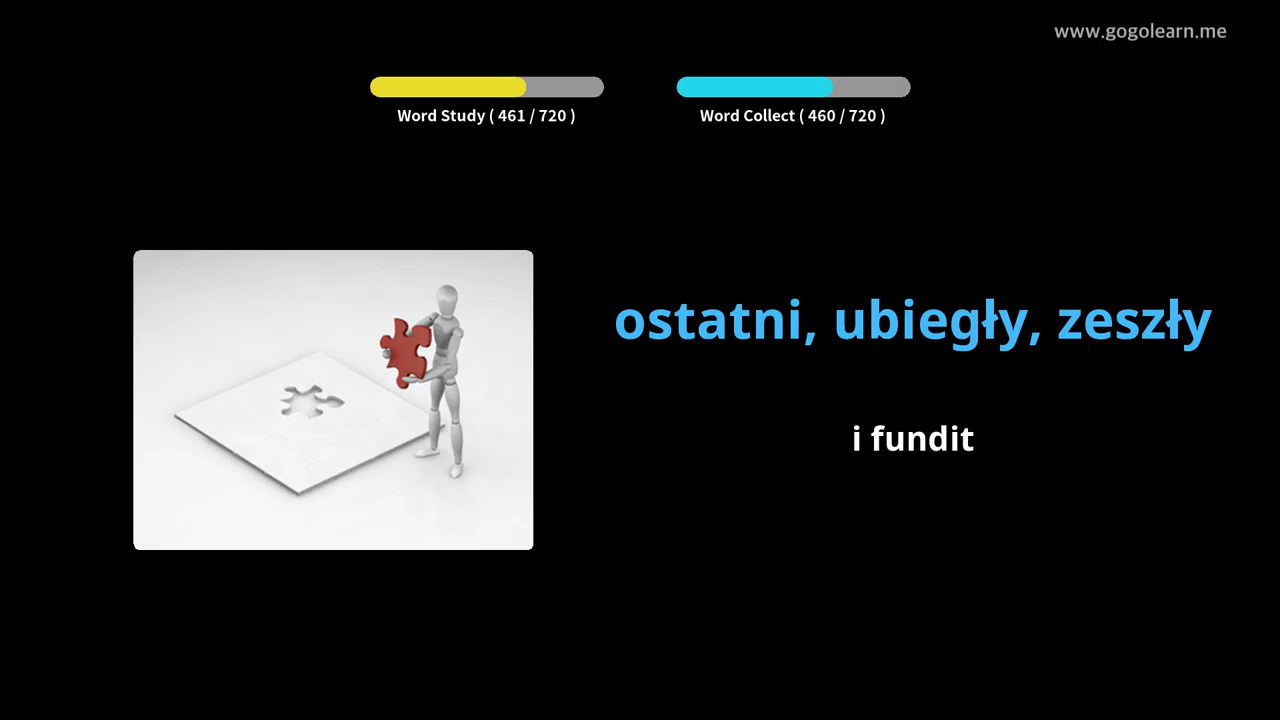 www.gogolearn.me
Word Study ( 461 / 720 )
Word Collect ( 460 / 720 )
ostatni, ubiegły, zeszły
i fundit